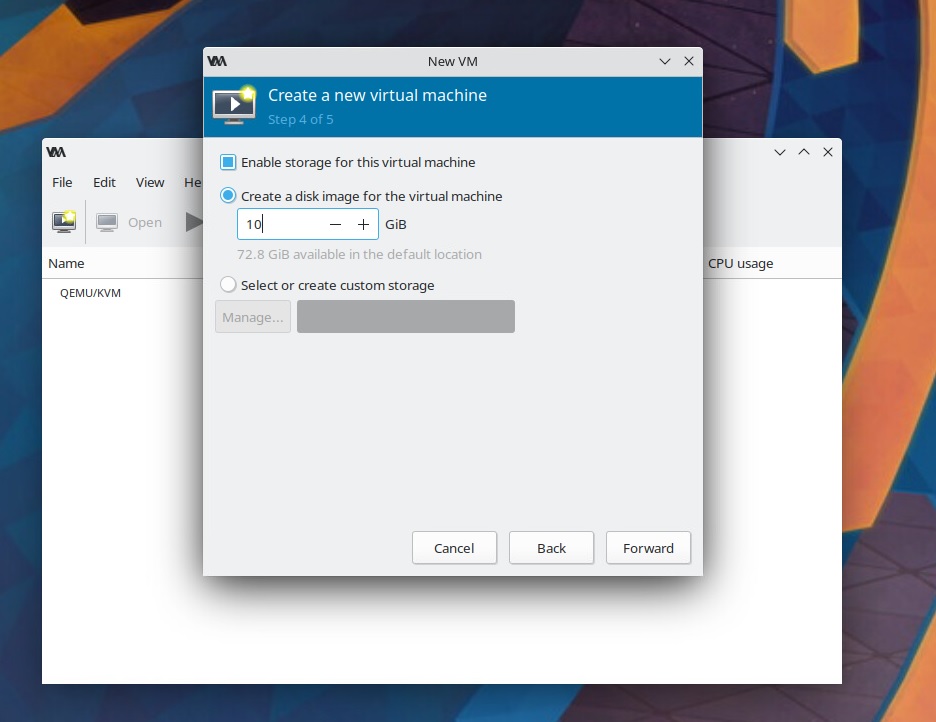 New VM
Create a new virtual machine
Step 4 of 5
File Edit View He
Open
Name
CPU usage
QEMU/KVM
Enable storage for this virtual machine
Create a disk image for the virtual machine
10 − + GiB
72.8 GiB available in the default location
Select or create custom storage
Manage...
Cancel Back Forward